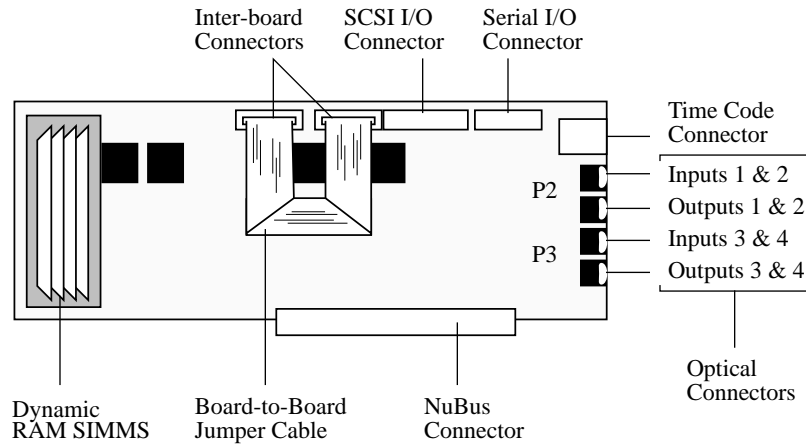 Inter-board
Connectors
SCSI I/O
Connector
Serial I/O
Connector
Time Code
Connector
P2
Inputs 1 & 2
Outputs 1 & 2
P3
Inputs 3 & 4
Outputs 3 & 4
Optical
Connectors
Dynamic
RAM SIMMS
Board-to-Board
Jumper Cable
NuBus
Connector